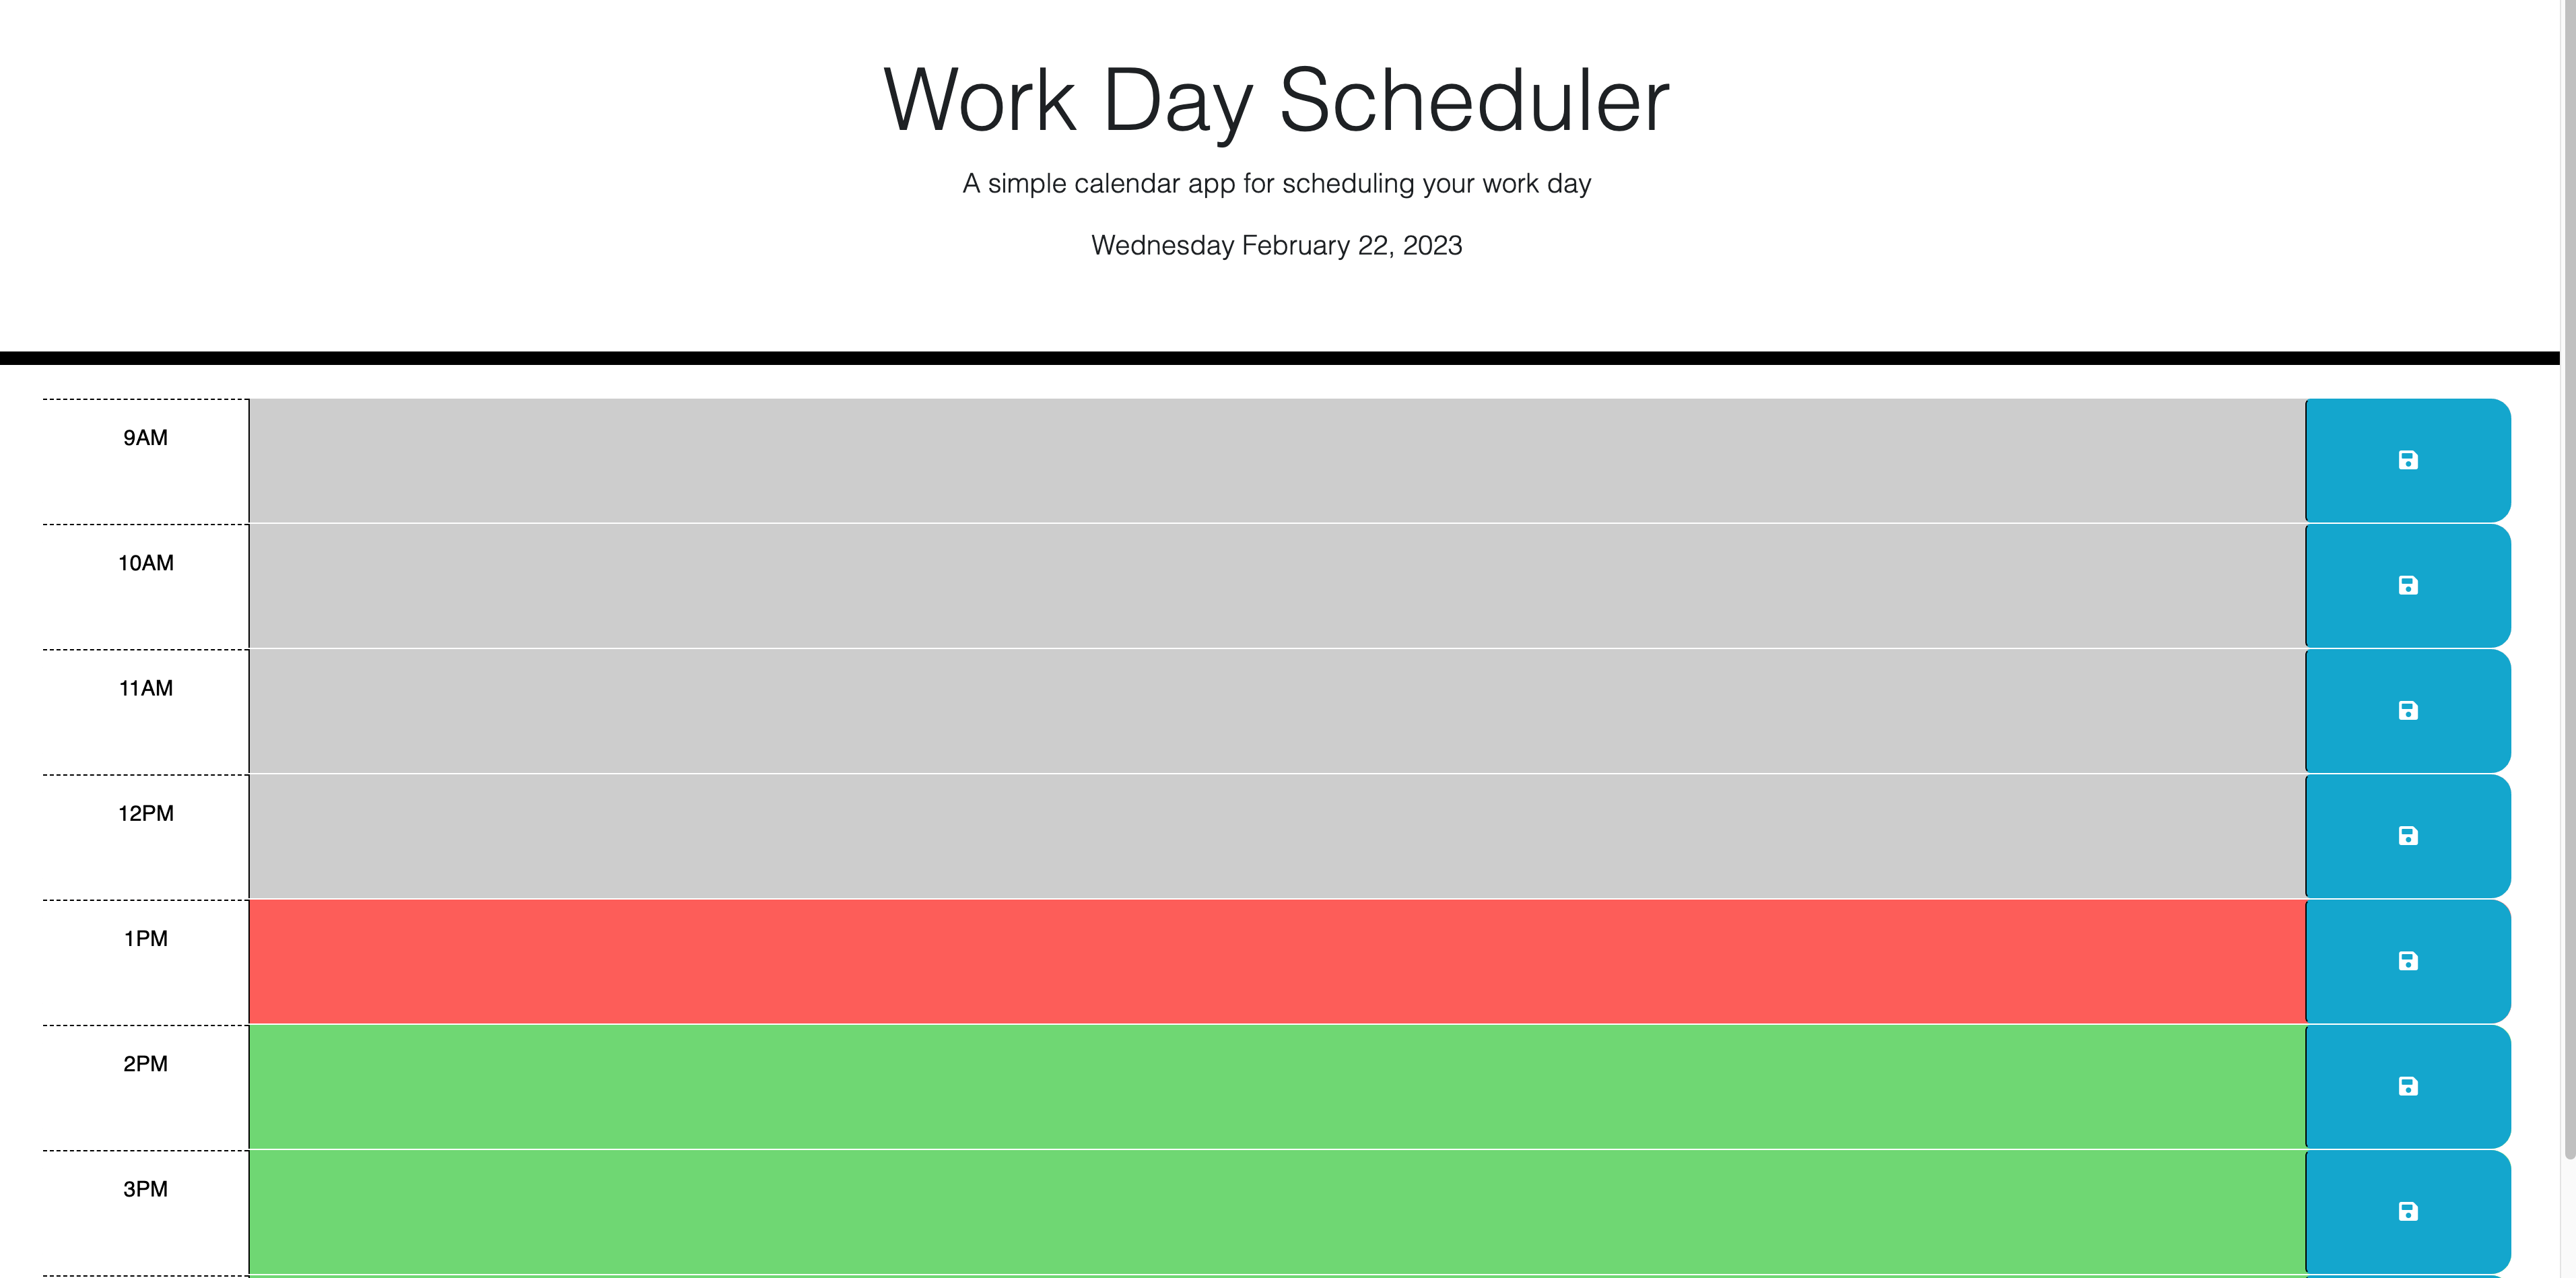 Work Day Scheduler
A simple calendar app for scheduling your work day
Wednesday February 22, 2023
9AM
10AM
11AM
12PM
1PM
2PM
3PM